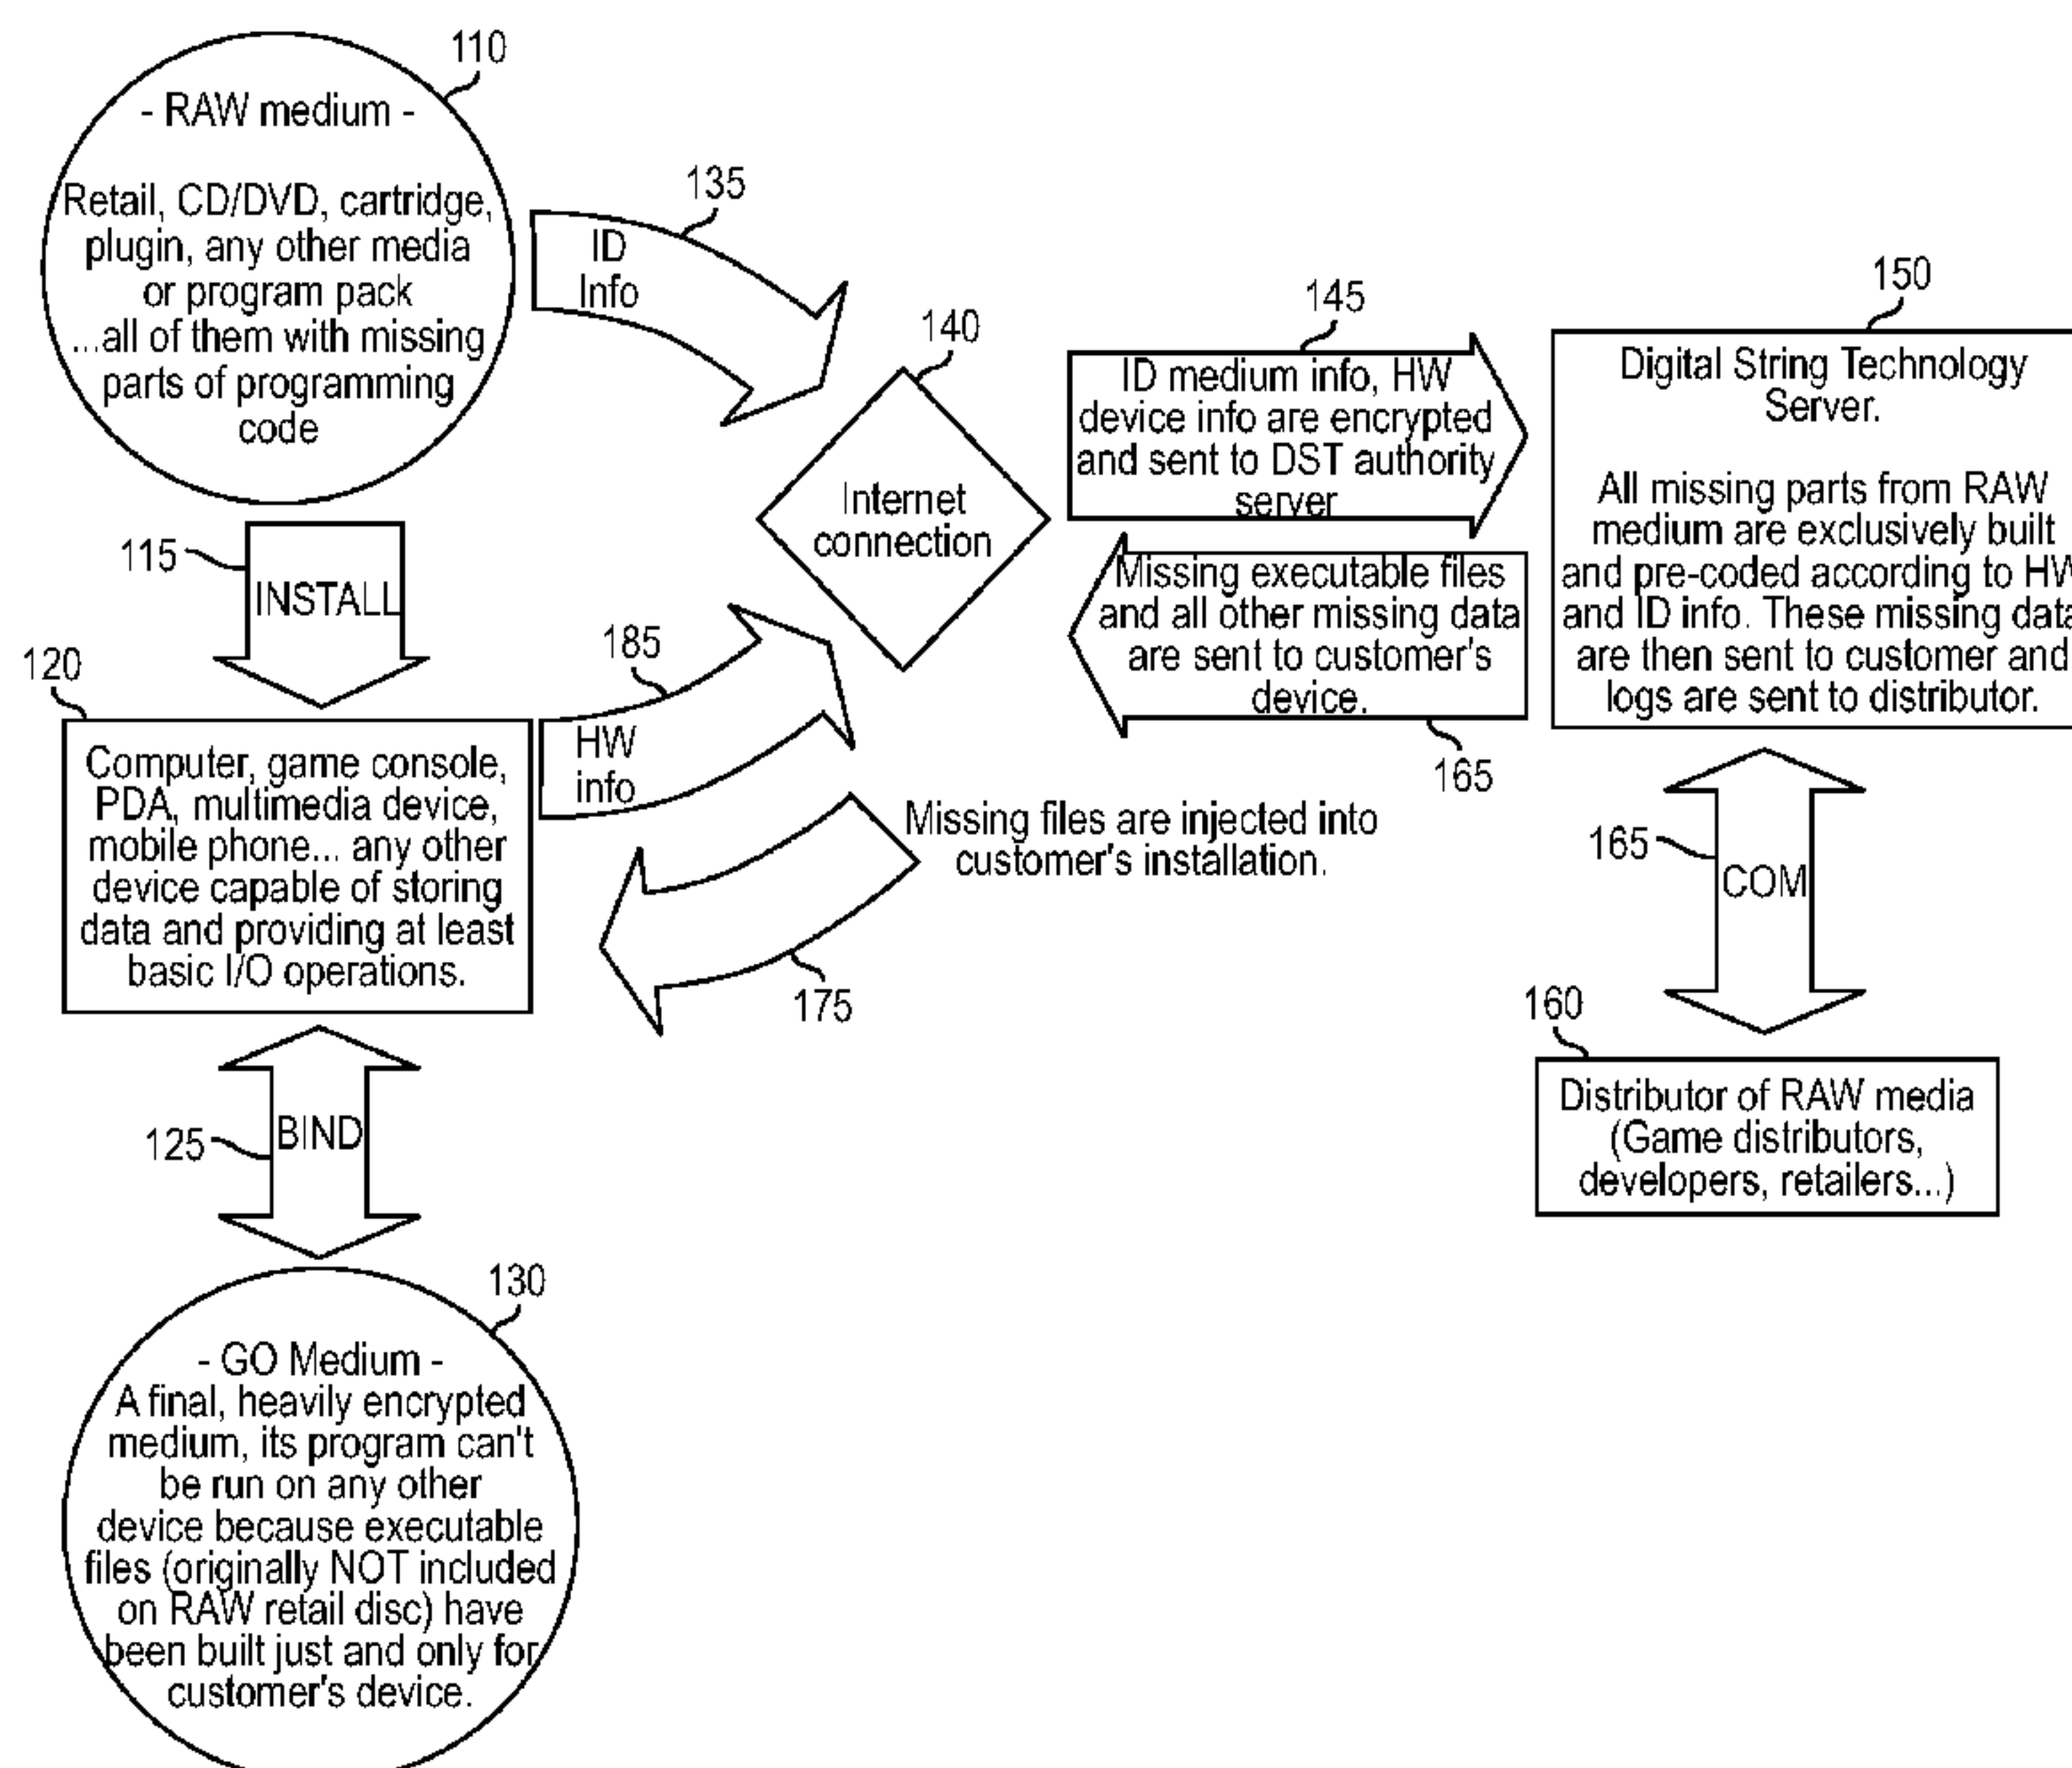 110
- RAW medium -
Retail, CD/DVD, cartridge,
plugin, any other media
or program pack
...all of them with missing
parts of programming
code
135
ID
Info
115
INSTALL
140
Internet
connection
145
ID medium info, HW
device info are encrypted
and sent to DST authority
server
150
Digital String Technology
Server.
All missing parts from RAW
medium are exclusively built
and pre-coded according to HW
and ID info. These missing data
are then sent to customer and
logs are sent to distributor.
Missing executable files
and all other missing data
are sent to customer's
device.
165
120
Computer, game console,
PDA, multimedia device,
mobile phone... any other
device capable of storing
data and providing at least
basic I/O operations.
185
HW
info
Missing files are injected into
customer's installation.
175
165
COM
160
Distributor of RAW media
(Game distributors,
developers, retailers...)
125
BIND
130
- GO Medium -
A final, heavily encrypted
medium, its program can't
be run on any other
device because executable
files (originally NOT included
on RAW retail disc) have
been built just and only for
customer's device.